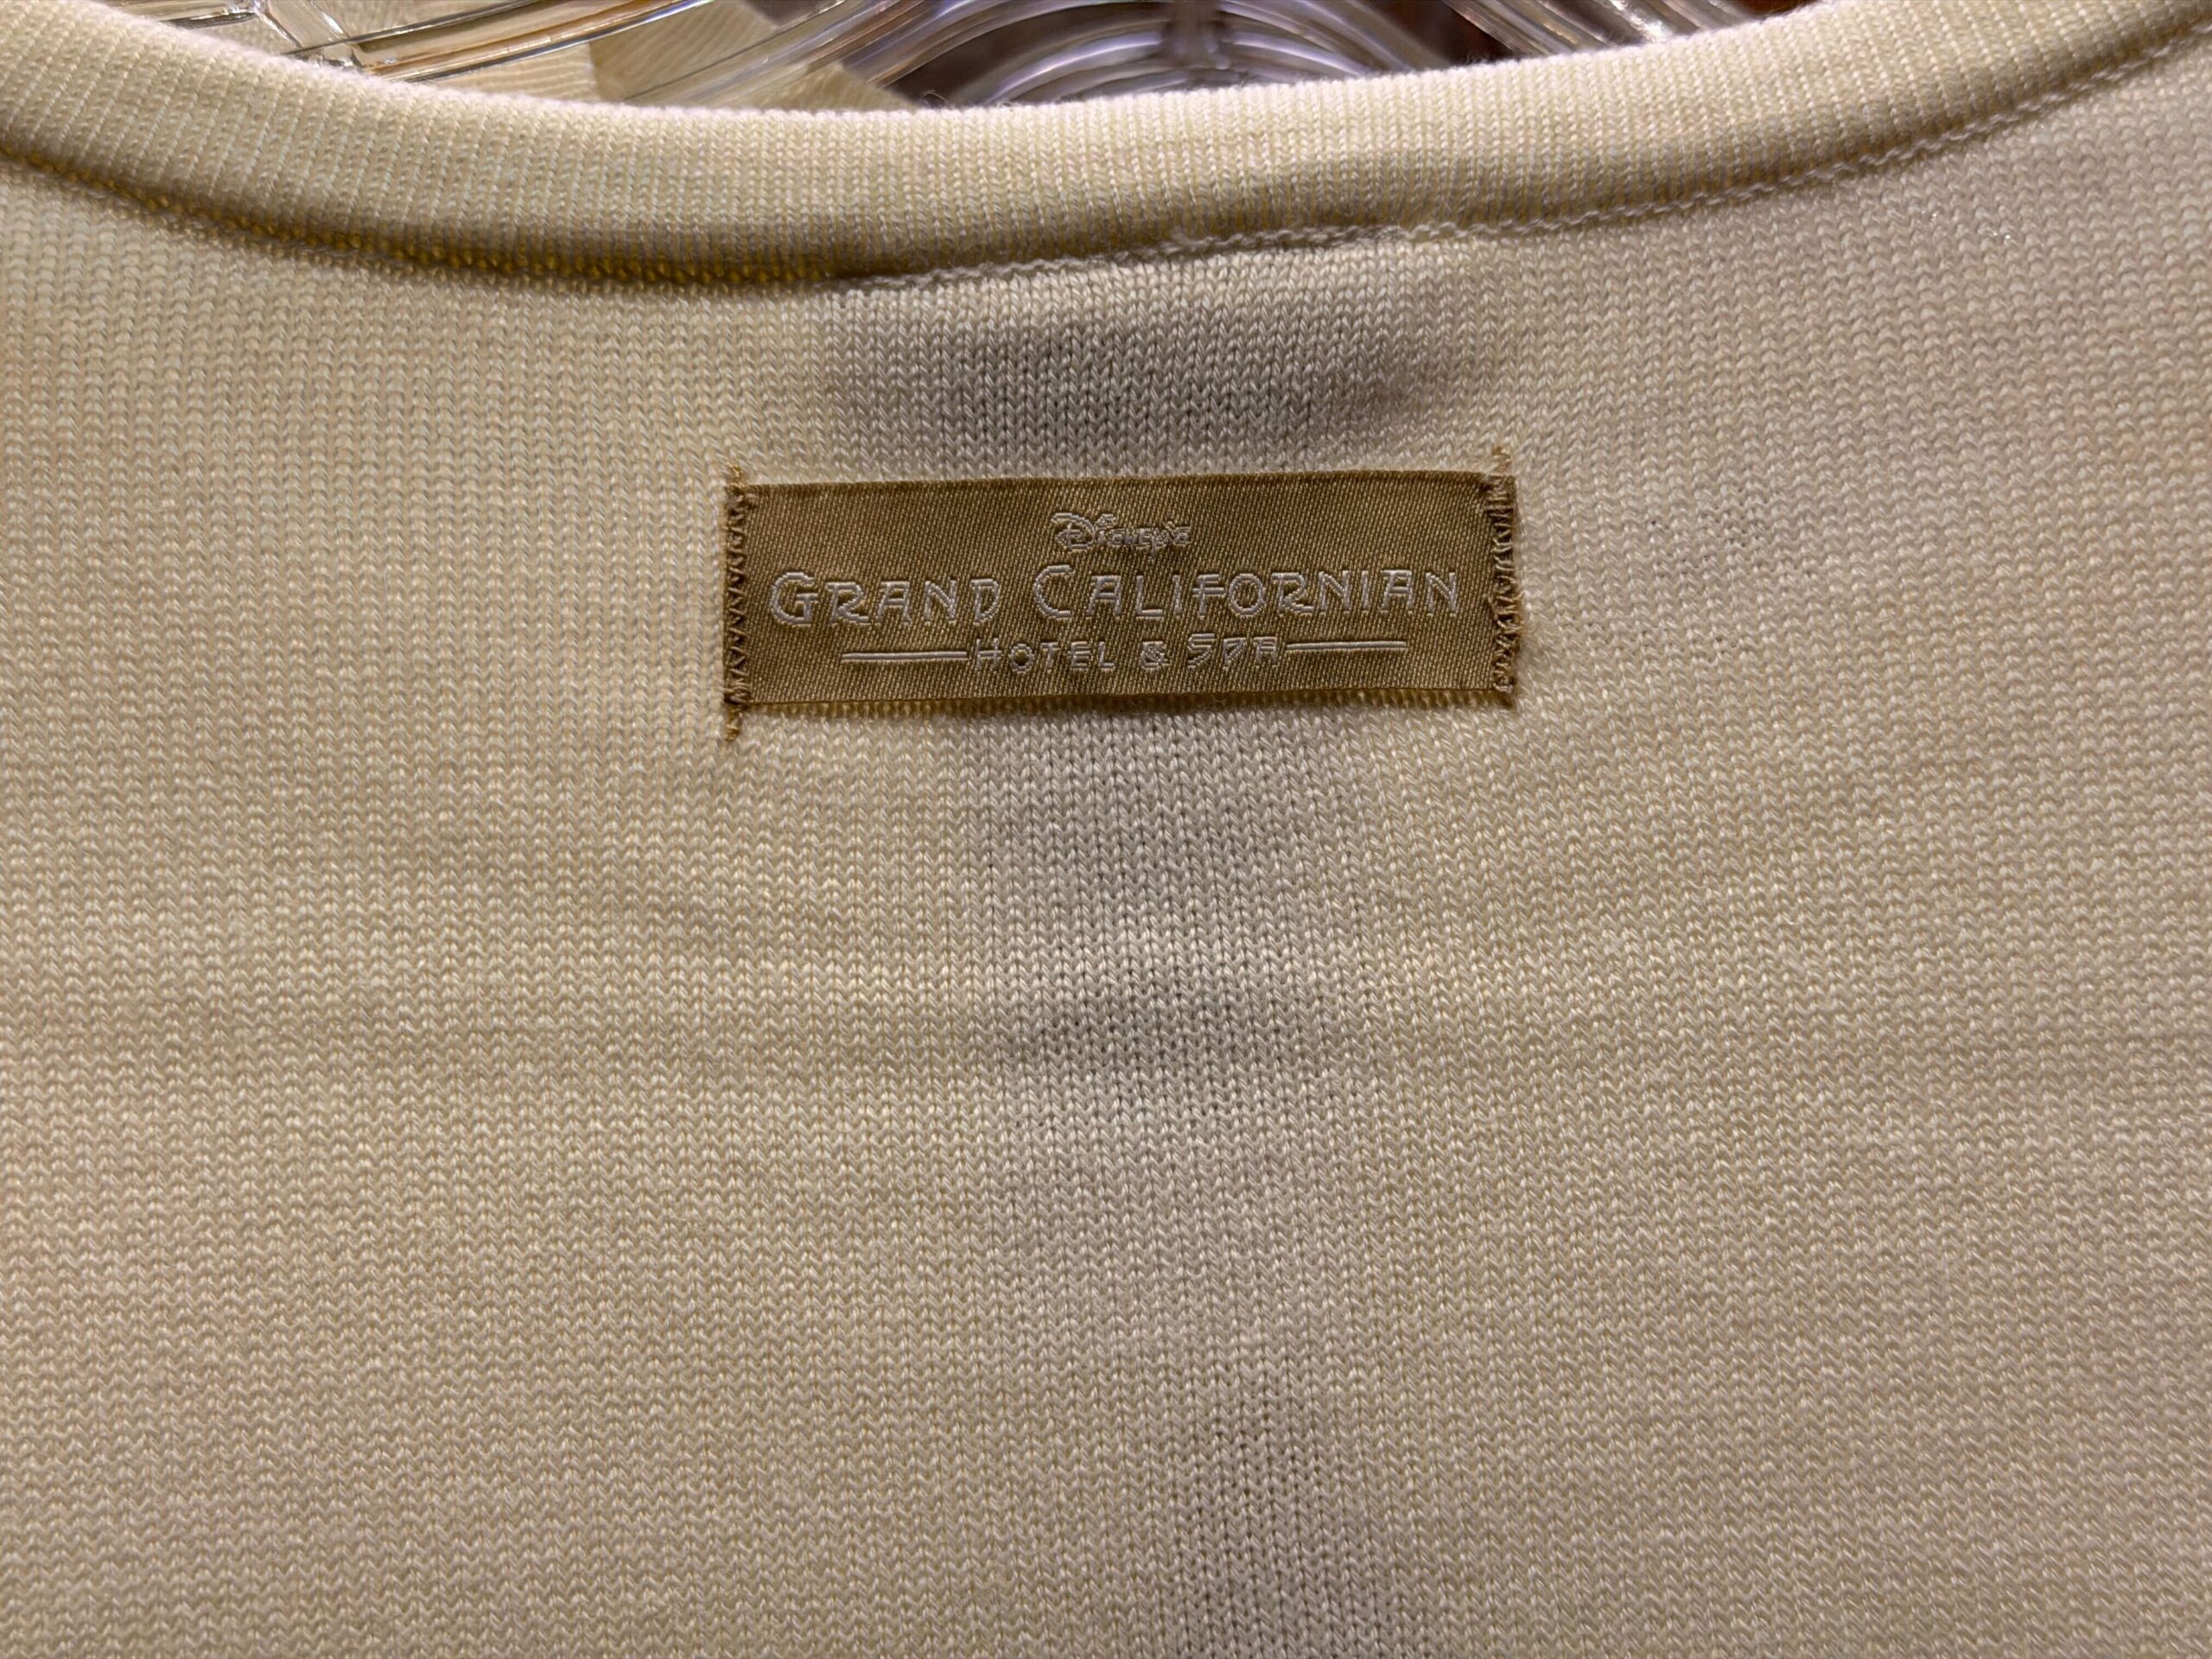 Disney's
GRAND CALIFORNIAN
HOTEL & SPA